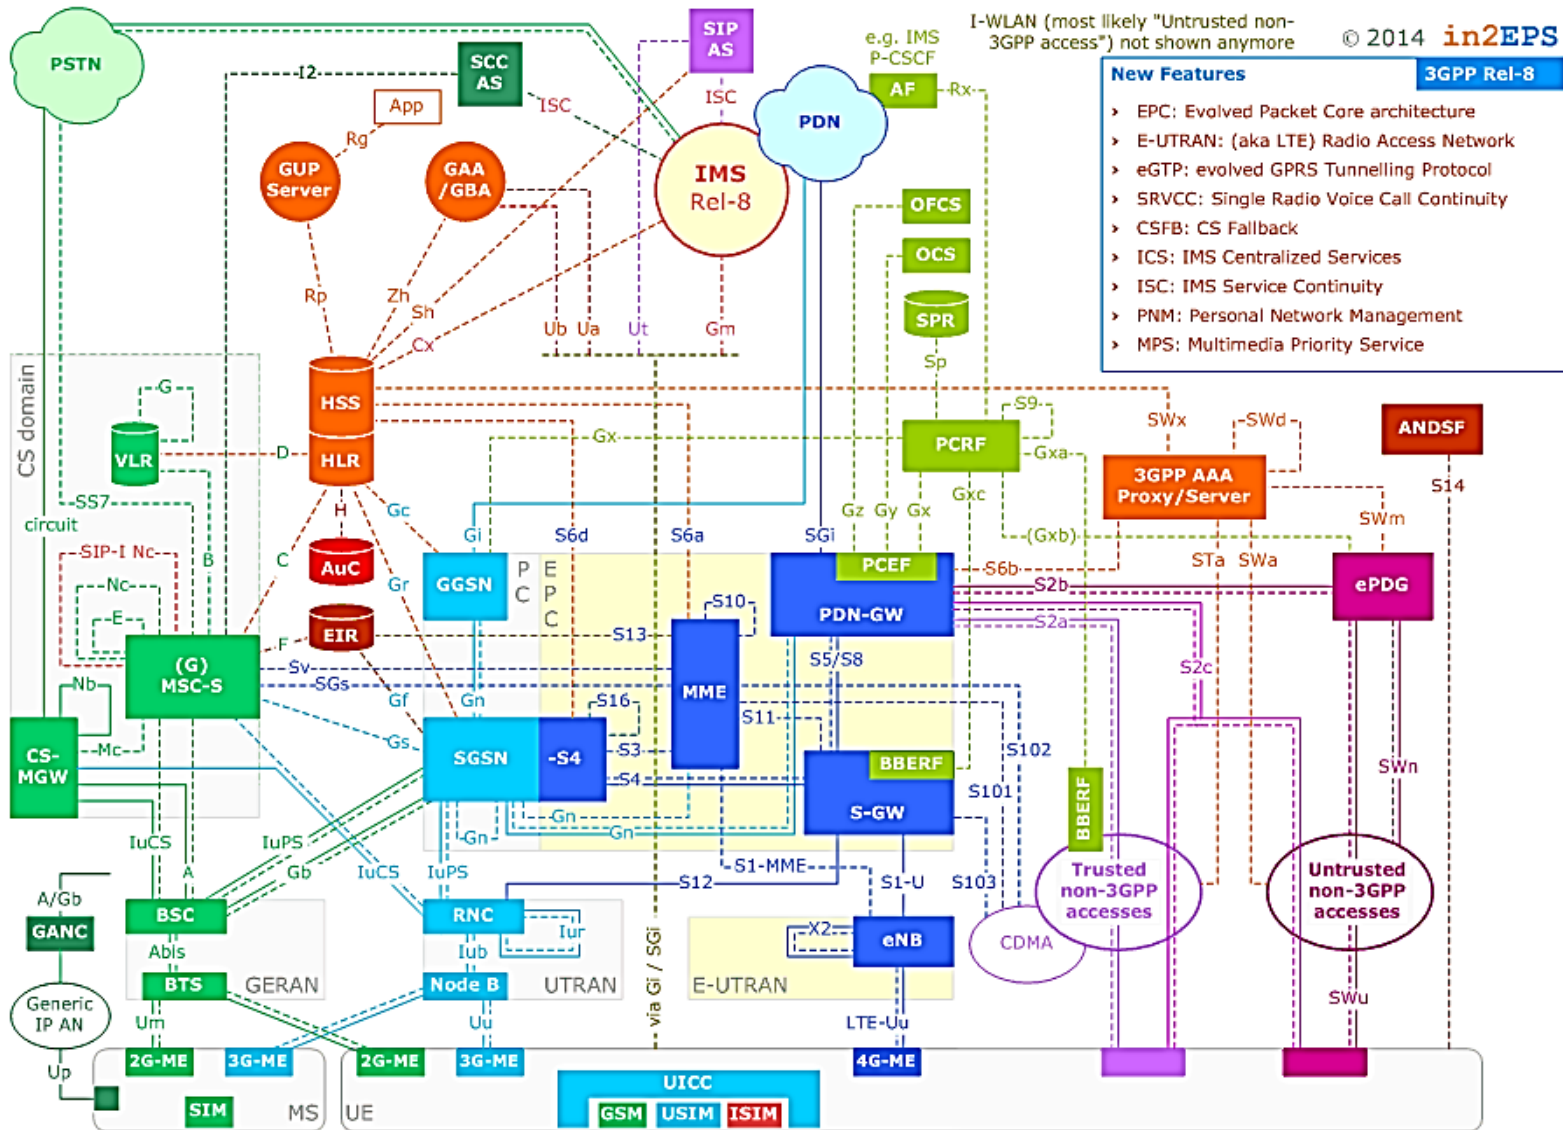 I-WLAN (most likely "Untrusted non-
3GPP access") not shown anymore
© 2014 in2EPS
New Features
3GPP Rel-8
› EPC: Evolved Packet Core architecture
› E-UTRAN: (aka LTE) Radio Access Network
› eGTP: evolved GPRS Tunnelling Protocol
› SRVCC: Single Radio Voice Call Continuity
› CSFB: CS Fallback
› ICS: IMS Centralized Services
› ISC: IMS Service Continuity
› PNM: Personal Network Management
› MPS: Multimedia Priority Service
PSTN
I2
SCC
AS
ISC
SIP
AS
ISC
e.g. IMS
P-CSCF
AF
Rx
PDN
App
Rg
GUP
Server
GAA
/GBA
IMS
Rel-8
OFCS
OCS
SPR
Sp
Rp
Zh
Sh
Cx
Ub
Ua
Ut
Gm
CS domain
G
VLR
D
HSS
HLR
Gx
PCRF
S9
Gxa
SWx
SWd
3GPP AAA
Proxy/Server
ANDSF
S14
SS7
circuit
H
Gc
Gi
S6d
S6a
SGi
Gz
Gy
Gx
Gxc
(Gxb)
SWm
SIP-I Nc
B
C
AuC
Gr
GGSN
P
C
E
P
C
PCEF
PDN-GW
S6b
STa
SWa
ePDG
Nc
E
F
EIR
S13
S10
S2b
S2a
(G)
MSC-S
Sv
SGs
Gf
Gn
MME
S5/S8
S2c
Nb
Mc
Gs
S16
S11
S102
CS-
MGW
SGSN
-S4
S3
S4
BBERF
S-GW
S101
SWn
BBERF
Gn
Gn
Gn
IuCS
A
IuPS
Gb
IuCS
IuPS
S1-MME
S12
S1-U
S103
Trusted
non-3GPP
accesses
Untrusted
non-3GPP
accesses
A/Gb
GANC
BSC
RNC
Iur
X2
eNB
CDMA
Abis
Iub
BTS
GERAN
Node B
UTRAN
E-UTRAN
via Gi / SGi
Generic
IP AN
Um
Uu
LTE-Uu
SWu
Up
2G-ME
3G-ME
2G-ME
3G-ME
4G-ME
UICC
SIM
MS
UE
GSM
USIM
ISIM